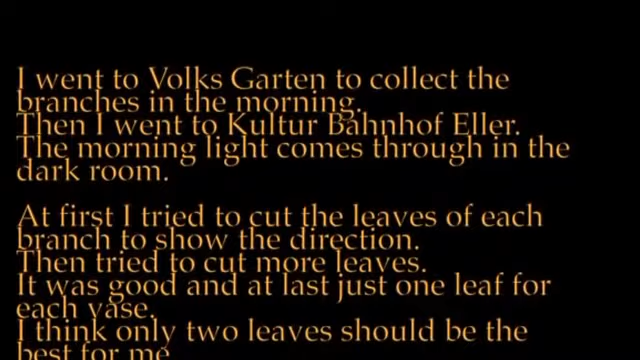 I went to Volks Garten to collect the
branches in the morning.
Then I went to Kultur Bahnhof Eller.
The morning light comes through in the
dark room.
At first I tried to cut the leaves of each
branch to show the direction.
Then tried to cut more leaves.
It was good and at last just one leaf for
each vase.
I think only two leaves should be the
best for me